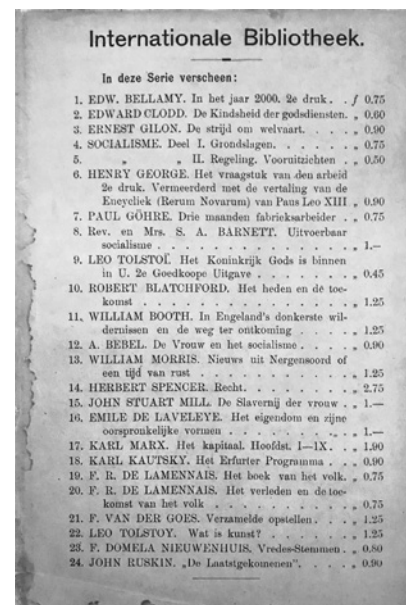 Internationale Bibliotheek.
In deze Serie verscheen:
1. EDW. BELLAMY. In het jaar 2000. 2e druk . . ƒ 0.75
2. EDWARD CLODD. De Kindsheid der godsdiensten. „ 0.60
3. ERNEST GILON. De strijd om welvaart. . . . „ 0.90
4. SOCIALISME. Deel I. Grondslagen. . . . . „ 0.75
5. „ „ II. Regeling. Vooruitzichten . „ 0.50
6. HENRY GEORGE. Het vraagstuk van den arbeid
2e druk. Vermeerderd met de vertaling van de
Encycliek (Rerum Novarum) van Paus Leo XIII „ 0.90
7. PAUL GÖHRE. Drie maanden fabrieksarbeider . „ 0.75
8. Rev. en Mrs. S. A. BARNETT. Uitvoerbaar
socialisme . . . . . . . . . . . . . „ 1.—
9. LEO TOLSTOÏ. Het Koninkrijk Gods is binnen
in U. 2e Goedkoope Uitgave . . . . . . . „ 0.45
10. ROBERT BLATCHFORD. Het heden en de toe-
komst . . . . . . . . . . . . . . „ 1.25
11. WILLIAM BOOTH. In Engeland's donkerste wil-
dernissen en de weg ter ontkoming . . . . „ 1.25
12. A. BEBEL. De Vrouw en het socialisme . . . . „ 0.90
13. WILLIAM MORRIS. Nieuws uit Nergensoord of
een tijd van rust . . . . . . . . . . „ 1.25
14. HERBERT SPENCER. Recht. . . . . . . . „ 2.75
15. JOHN STUART MILL. De Slavernij der vrouw . „ 1.—
16. EMILE DE LAVELEYE. Het eigendom en zijne
oorspronkelijke vormen . . . . . . . . „ 1.—
17. KARL MARX. Het kapitaal. Hoofdst. I—IX. . . „ 1.90
18. KARL KAUTSKY. Het Erfurter Programma . . . „ 0.90
19. F. R. DE LAMENNAIS. Het boek van het volk. „ 0.75
20. F. R. DE LAMENNAIS. Het verleden en de toe-
komst van het volk . . . . . . . . . „ 0.75
21. F. VAN DER GOES. Verzamelde opstellen . . . „ 1.25
22. LEO TOLSTOY. Wat is kunst? . . . . . . „ 1.25
23. F. DOMELA NIEUWENHUIS. Vredes-Stemmen . „ 0.80
24. JOHN RUSKIN. „De Laatstgekomenen". . . . . „ 0.90